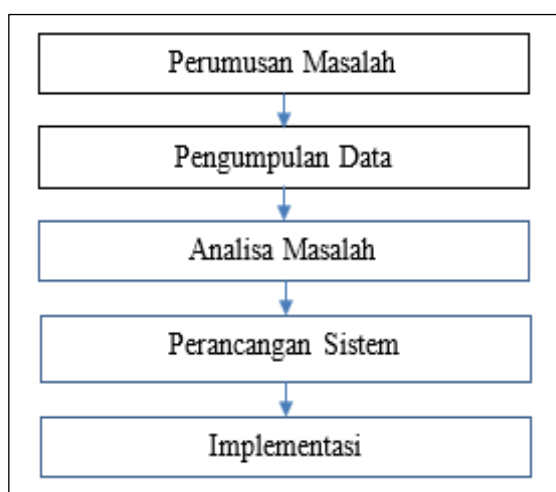 Perumusan Masalah
Pengumpulan Data
Analisa Masalah
Perancangan Sistem
Implementasi